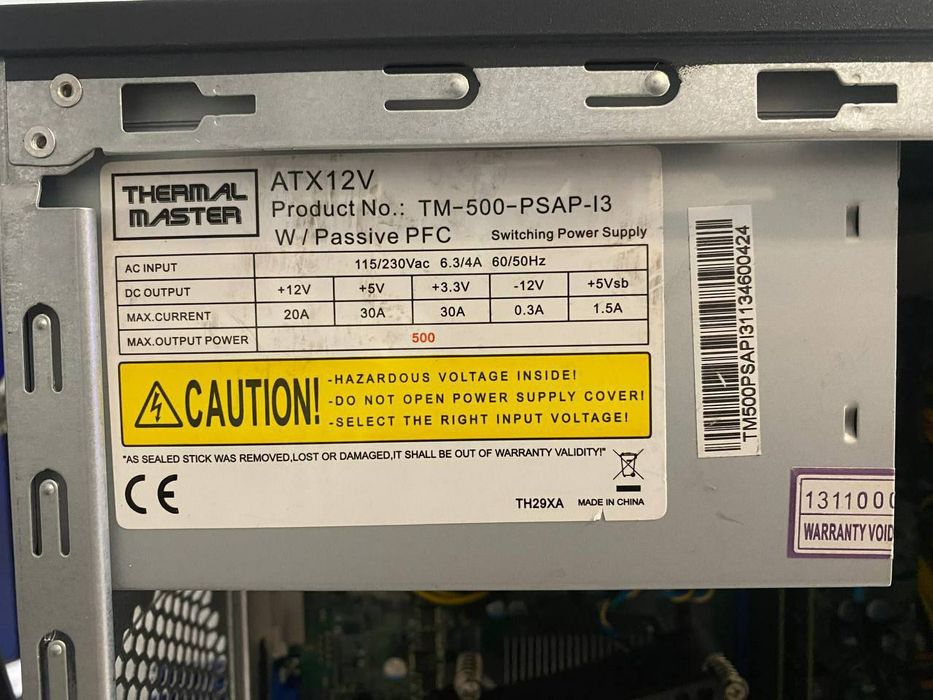 THERMAL
MASTER
ATX12V
Product No.: TM-500-PSAP-I3
W/Passive PFC Switching Power Supply
AC INPUT 115/230Vac 6.3/4A 60/50Hz
DC OUTPUT +12V +5V +3.3V -12V +5Vsb
MAX.CURRENT 20A 30A 30A 0.3A 1.5A
MAX.OUTPUT POWER 500
CAUTION!
-HAZARDOUS VOLTAGE INSIDE!
-DO NOT OPEN POWER SUPPLY COVER!
-SELECT THE RIGHT INPUT VOLTAGE!
"AS SEALED STICK WAS REMOVED,LOST OR DAMAGED,IT SHALL BE OUT OF WARRANTY VALIDITY!"
CE
TH29XA MADE IN CHINA
TM500PSAPI311134600424
131100
WARRANTY VOID